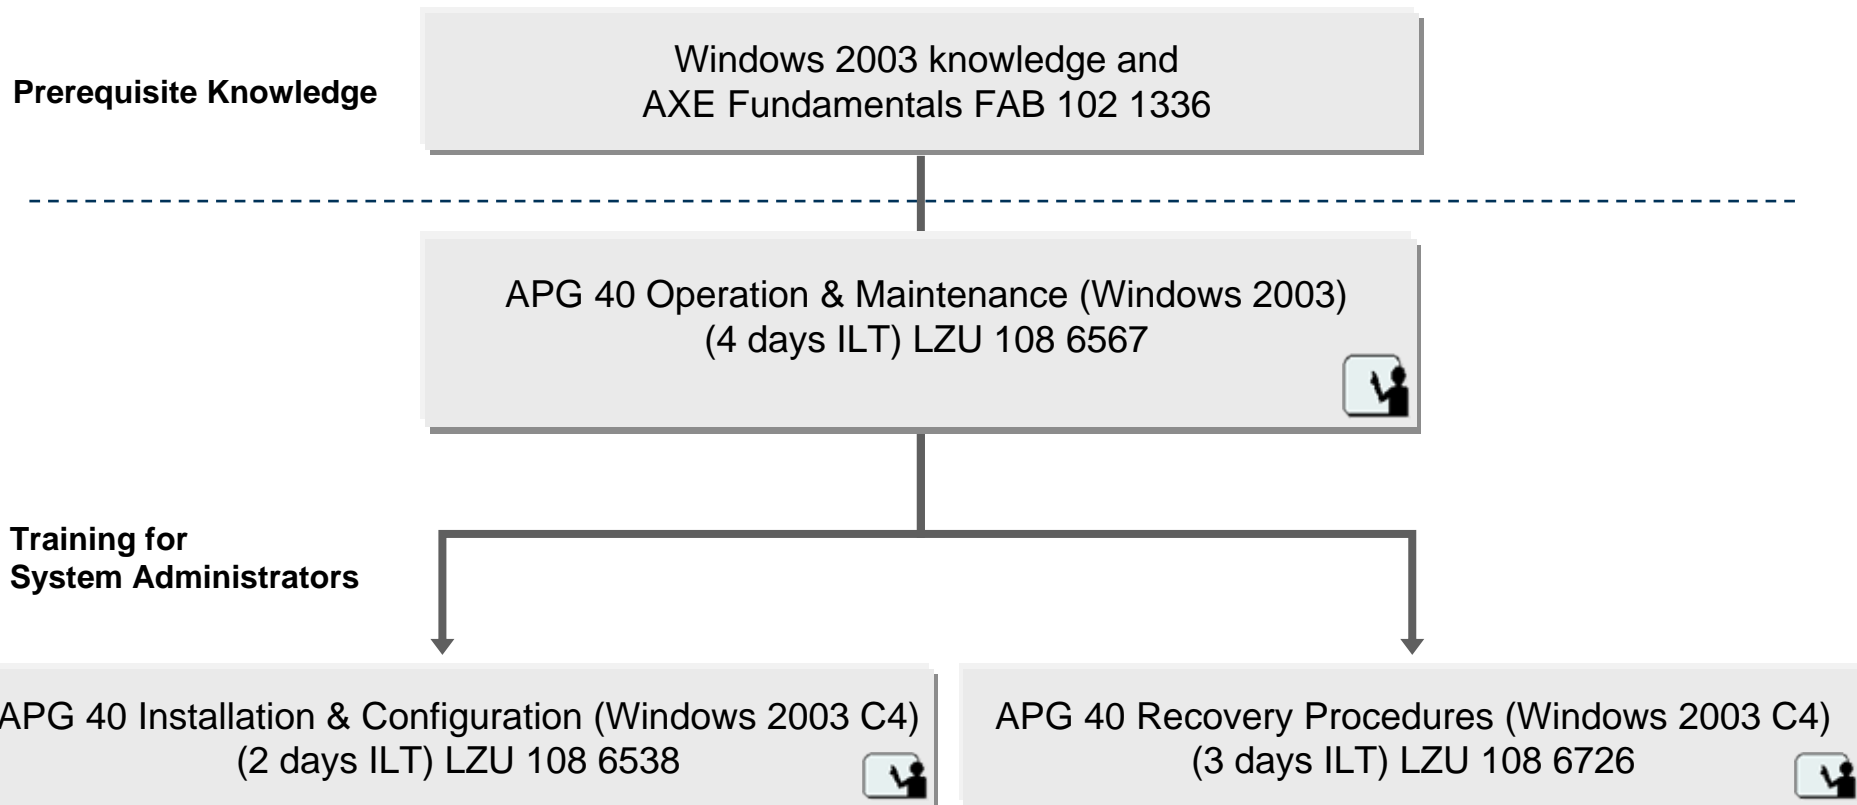 Prerequisite Knowledge
Windows 2003 knowledge and
AXE Fundamentals FAB 102 1336
APG 40 Operation & Maintenance (Windows 2003)
(4 days ILT) LZU 108 6567
Training for
System Administrators
APG 40 Installation & Configuration (Windows 2003 C4)
(2 days ILT) LZU 108 6538
APG 40 Recovery Procedures (Windows 2003 C4)
(3 days ILT) LZU 108 6726